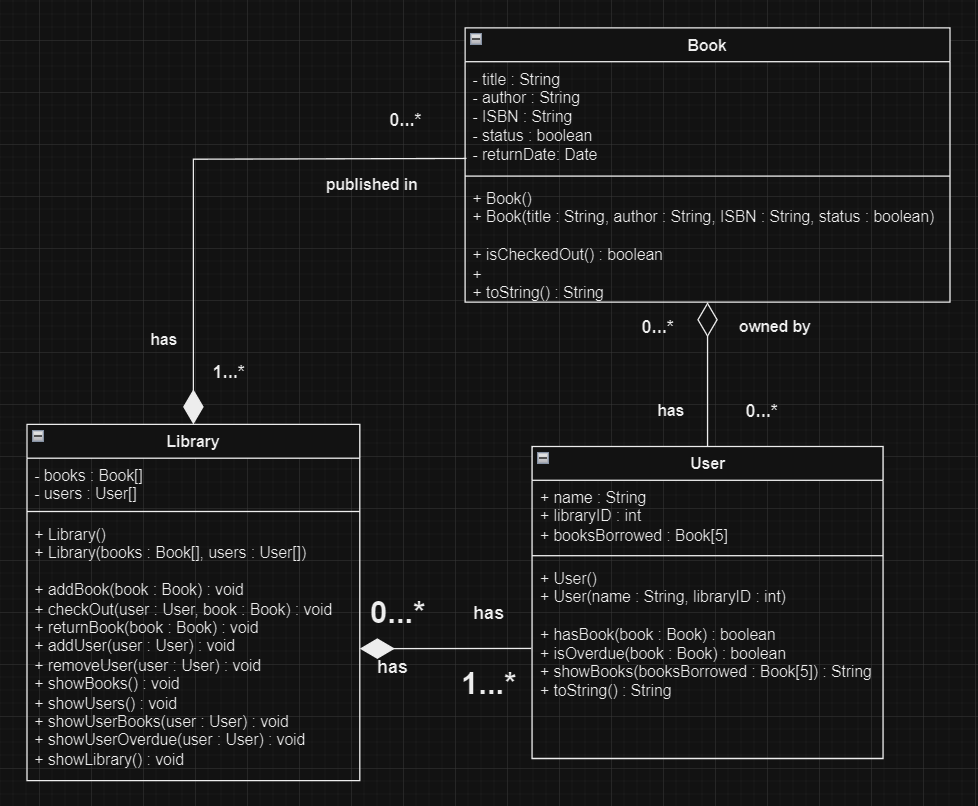 Book
- title : String
- author : String
- ISBN : String
- status : boolean
- returnDate: Date
+ Book()
+ Book(title : String, author : String, ISBN : String, status : boolean)
+ isCheckedOut() : boolean
+
+ toString() : String
0...*
published in
has
1...*
0...*
owned by
has
0...*
Library
- books : Book[]
- users : User[]
+ Library()
+ Library(books : Book[], users : User[])
+ addBook(book : Book) : void
+ checkOut(user : User, book : Book) : void
+ returnBook(book : Book) : void
+ addUser(user : User) : void
+ removeUser(user : User) : void
+ showBooks() : void
+ showUsers() : void
+ showUserBooks(user : User) : void
+ showUserOverdue(user : User) : void
+ showLibrary() : void
0...*
has
has
1...*
User
+ name : String
+ libraryID : int
+ booksBorrowed : Book[5]
+ User()
+ User(name : String, libraryID : int)
+ hasBook(book : Book) : boolean
+ isOverdue(book : Book) : boolean
+ showBooks(booksBorrowed : Book[5]) : String
+ toString() : String